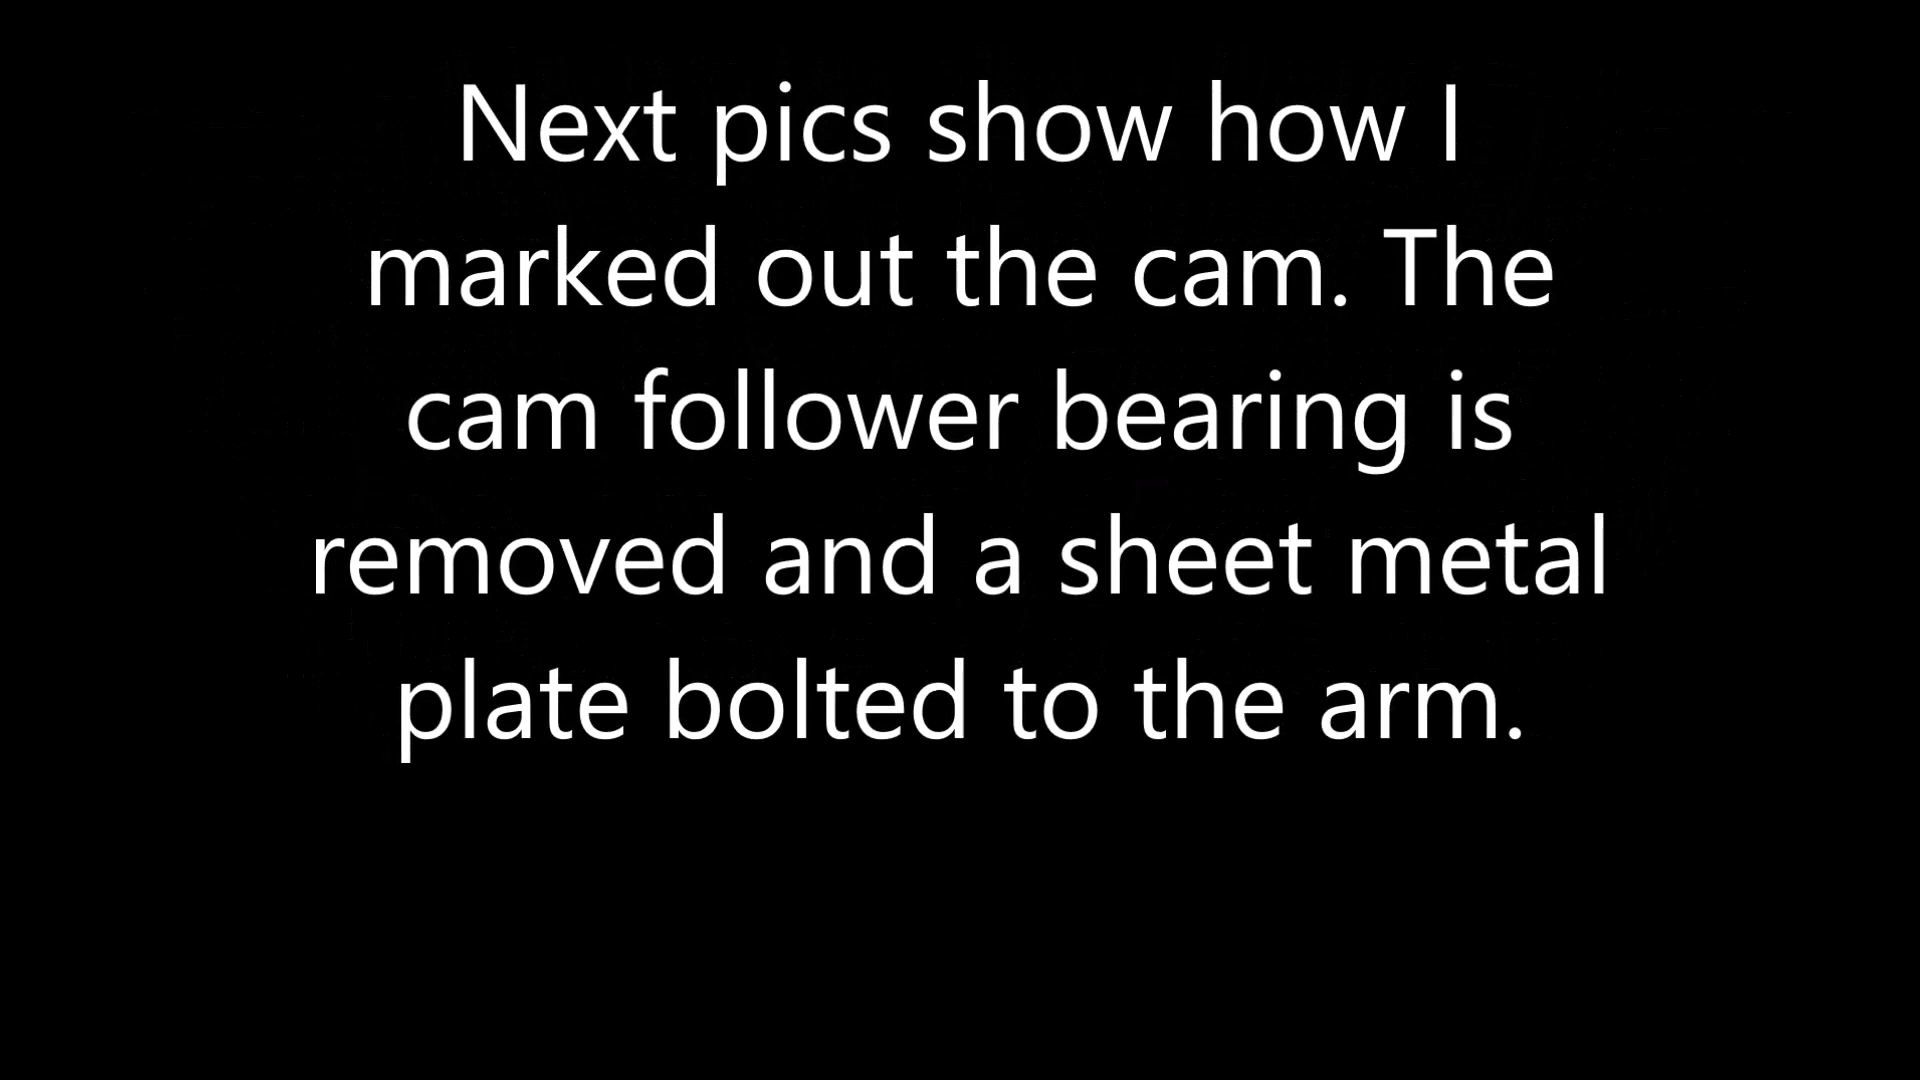 Next pics show how I
marked out the cam. The
cam follower bearing is
removed and a sheet metal
plate bolted to the arm.